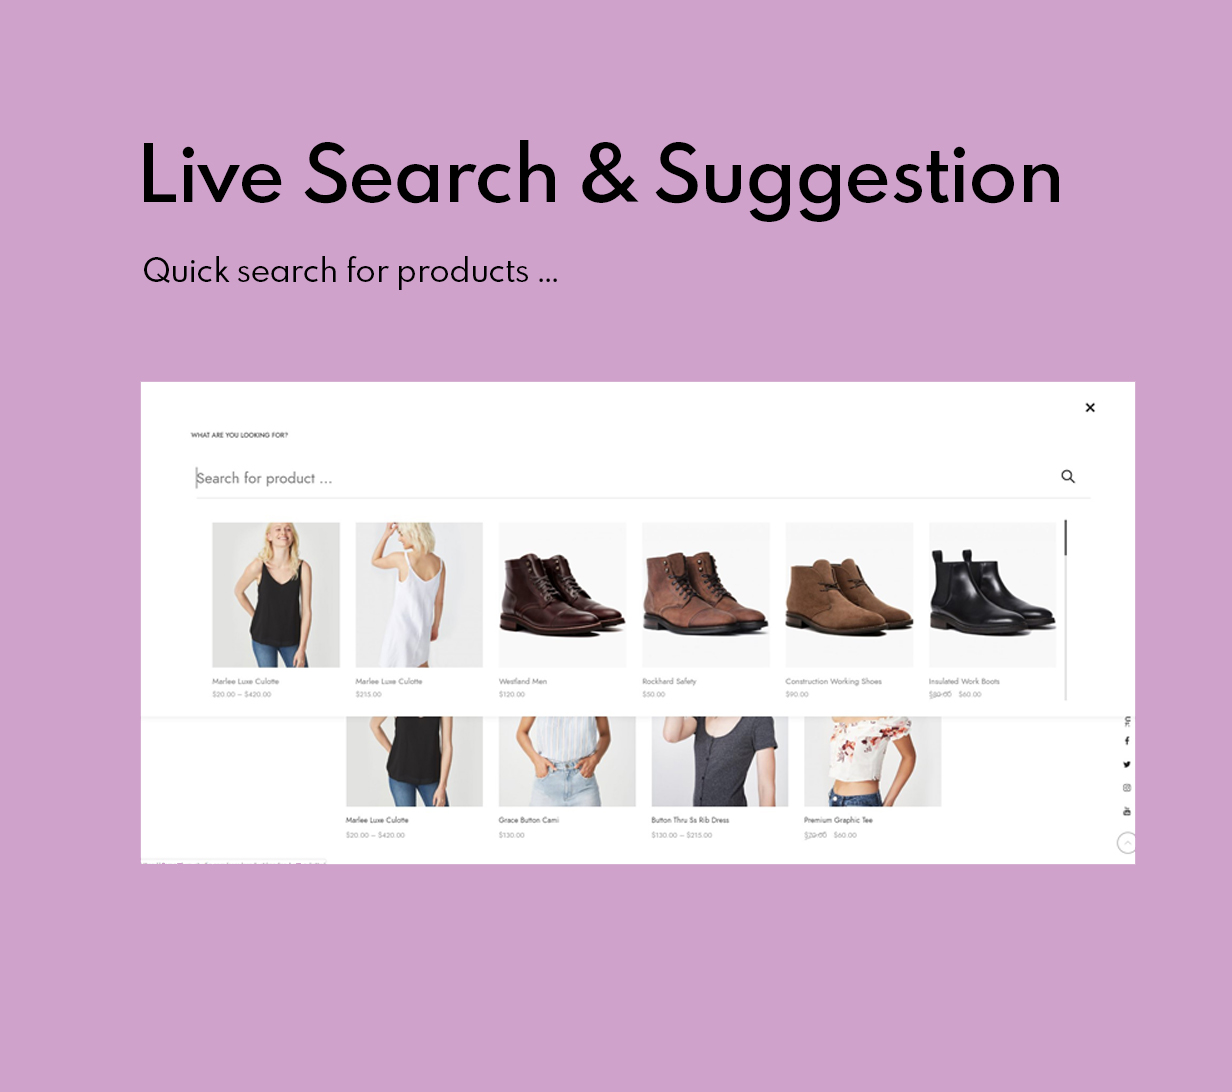 Live Search & Suggestion
Quick search for products ...
WHAT ARE YOU LOOKING FOR?
Search for product ...
Marlee Luxe Culotte
$20.00 – $420.00
Marlee Luxe Culotte
$215.00
Westland Men
$120.00
Rockhard Safety
$50.00
Construction Working Shoes
$90.00
Insulated Work Boots
$80.00 $60.00
Marlee Luxe Culotte
$20.00 – $420.00
Grace Button Cami
$130.00
Button Thru Ss Rib Dress
$130.00 – $215.00
Premium Graphic Tee
$70.00 $60.00